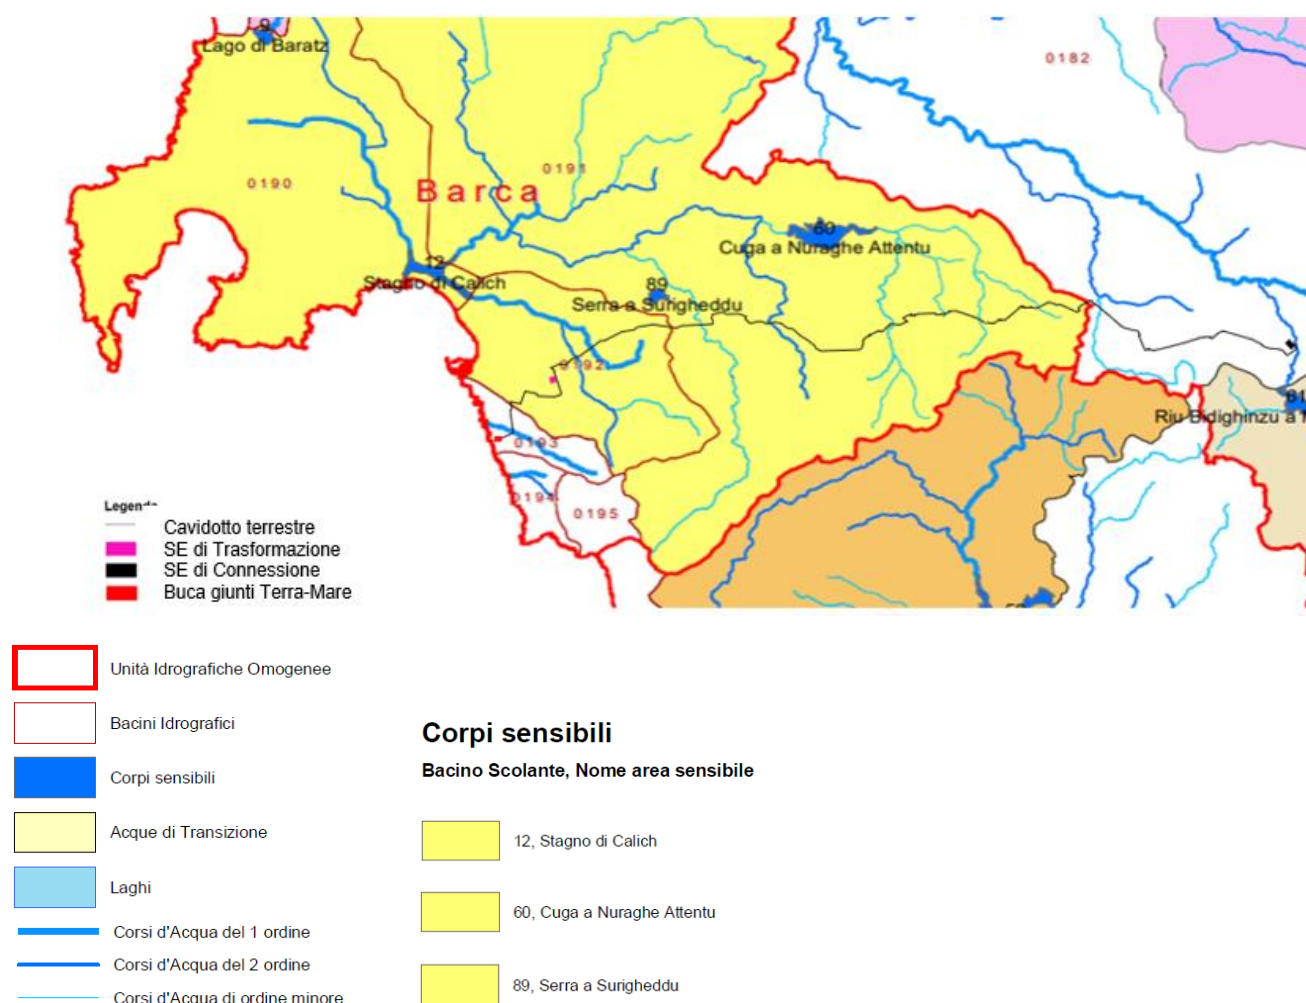 9
Lago di Baratz
0182
0191
0190
Barca
60
Cuga a Nuraghe Attentu
12
Stagno di Calich
89
Serra a Surigheddu
0192
61
Riu Bidighinzu a
0193
0194
0195
Cavidotto terrestre
SE di Trasformazione
SE di Connessione
Buca giunti Terra-Mare
Unità Idrografiche Omogenee
Bacini Idrografici
Corpi sensibili
Acque di Transizione
Laghi
Corsi d'Acqua del 1 ordine
Corsi d'Acqua del 2 ordine
Corsi d'Acqua di ordine minore
Corpi sensibili
Bacino Scolante, Nome area sensibile
12, Stagno di Calich
60, Cuga a Nuraghe Attentu
89, Serra a Surigheddu